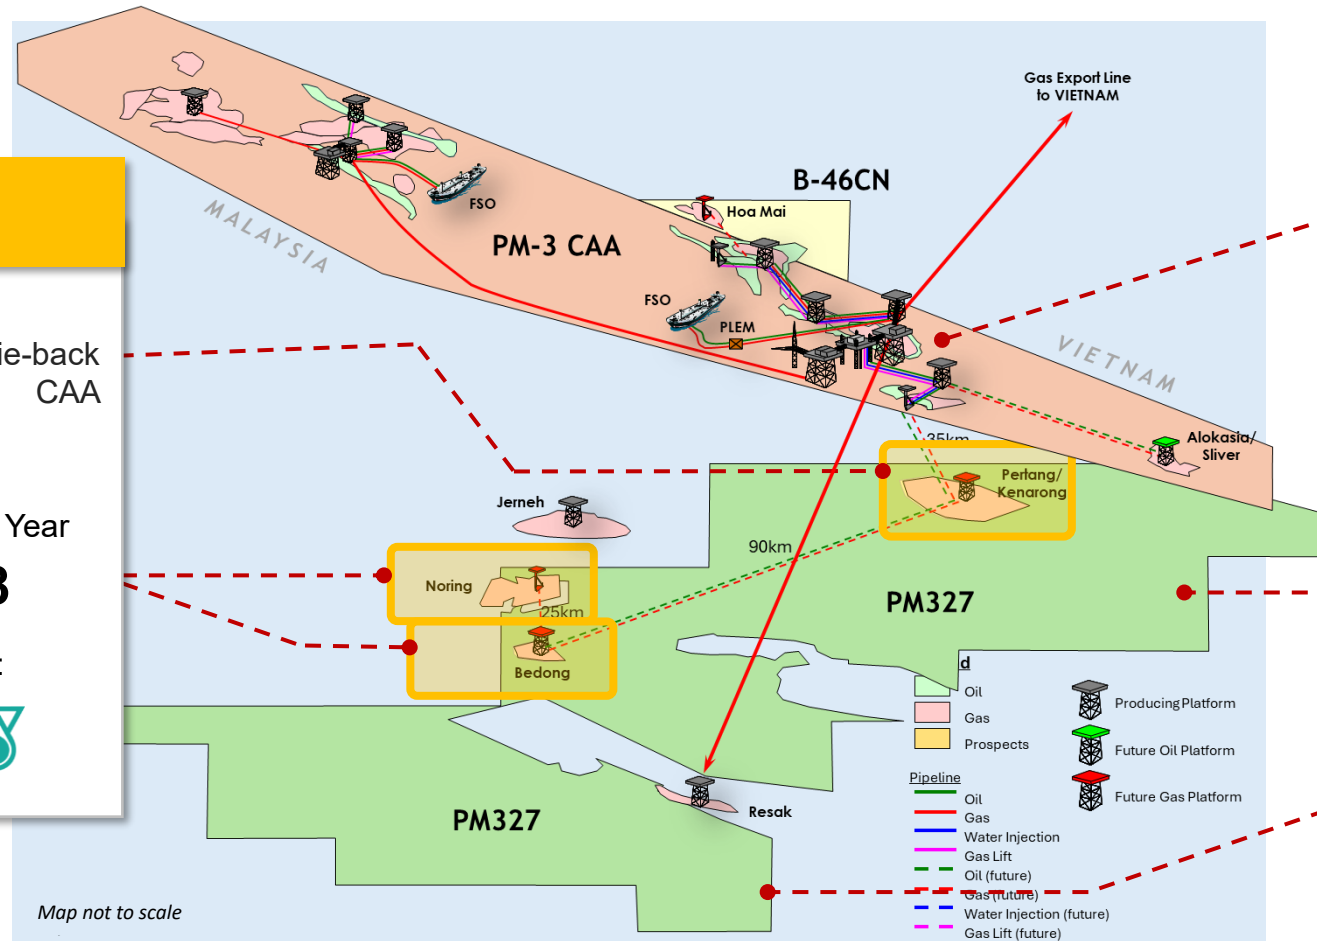 Gas Export Line
to VIETNAM
B-46CN
Hoa Mai
FSO
MALAYSIA
PM-3 CAA
FSO
PLEM
VIETNAM
ie-back
CAA
35km
Alokasia/
Sliver
Pertang/
Kenarong
Jerneh
Year
90km
Noring
25km
PM327
Bedong
d
Oil
Gas
Prospects
Producing Platform
Future Oil Platform
Future Gas Platform
Pipeline
Oil
Gas
Water Injection
Gas Lift
Oil (future)
Gas (future)
Water Injection (future)
Gas Lift (future)
Resak
PM327
Map not to scale